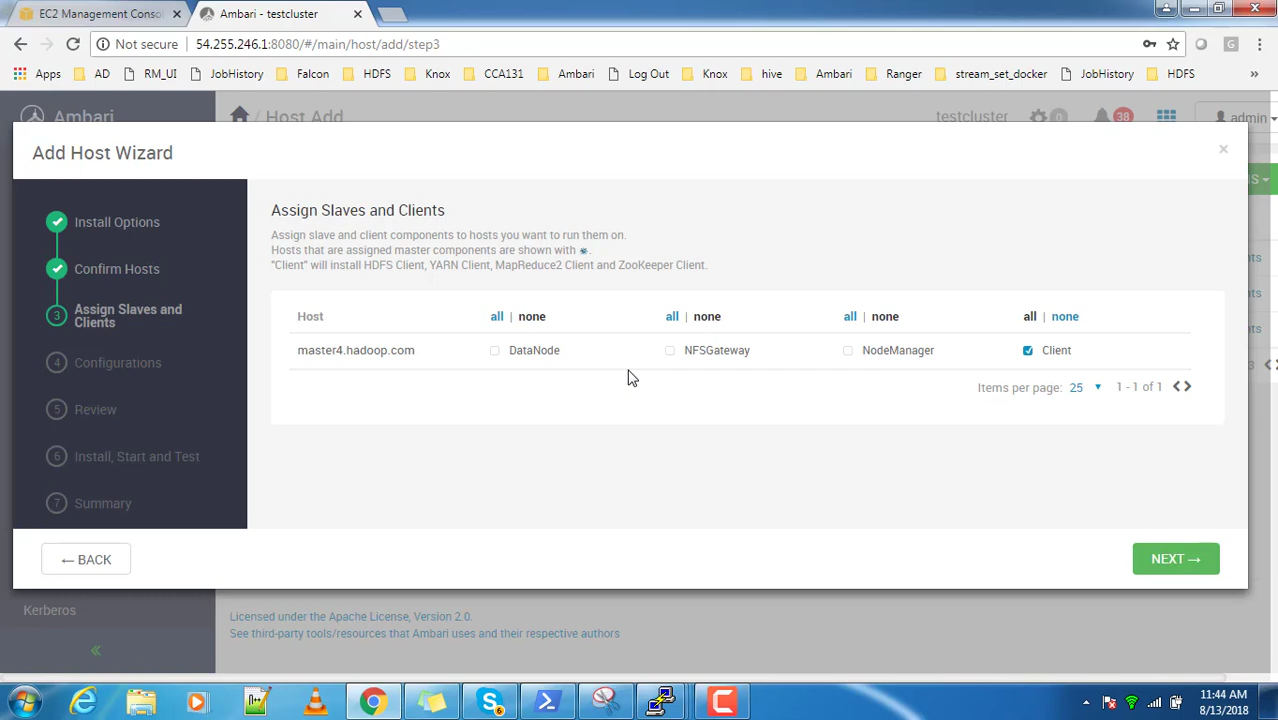 EC2 Management Consol
Ambari - testcluster
Not secure
54.255.246.1:8080/#/main/host/add/step3
Apps
AD
RM_UI
JobHistory
Falcon
HDFS
Knox
CCA131
Ambari
Log Out
Knox
hive
Ambari
Ranger
stream_set_docker
JobHistory
HDFS
»
Ambari
/ Host Add
testcluster
0
38
admin
Add Host Wizard
×
Install Options
Confirm Hosts
3 Assign Slaves and
Clients
4 Configurations
5 Review
6 Install, Start and Test
7 Summary
Assign Slaves and Clients
Assign slave and client components to hosts you want to run them on.
Hosts that are assigned master components are shown with ✵.
"Client" will install HDFS Client, YARN Client, MapReduce2 Client and ZooKeeper Client.
Host all | none all | none all | none all | none
master4.hadoop.com DataNode NFSGateway NodeManager Client
Items per page: 25 1 - 1 of 1
← BACK
NEXT →
Kerberos
«
Licensed under the Apache License, Version 2.0.
See third-party tools/resources that Ambari uses and their respective authors
11:44 AM
8/13/2018